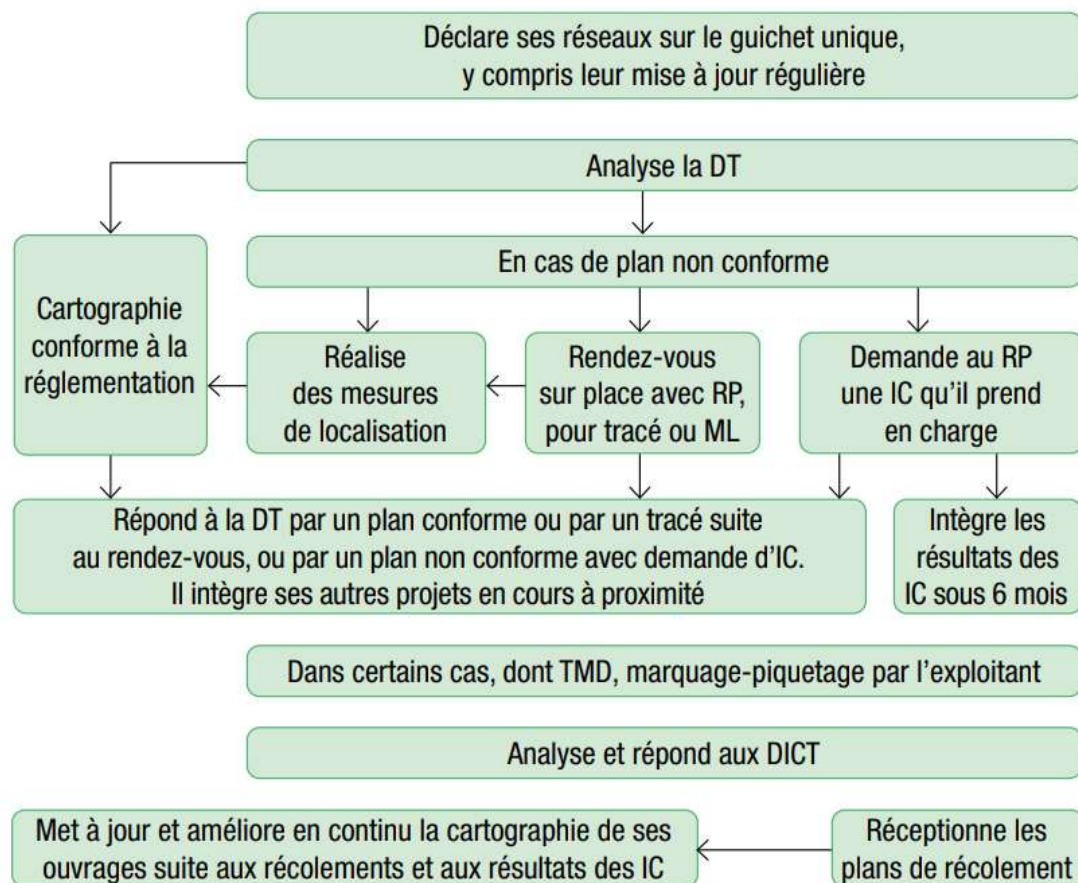 Déclare ses réseaux sur le guichet unique,
y compris leur mise à jour régulière
Analyse la DT
En cas de plan non conforme
Cartographie
conforme à la
réglementation
Réalise
des mesures
de localisation
Rendez-vous
sur place avec RP,
pour tracé ou ML
Demande au RP
une IC qu’il prend
en charge
Répond à la DT par un plan conforme ou par un tracé suite
au rendez-vous, ou par un plan non conforme avec demande d’IC.
Il intègre ses autres projets en cours à proximité
Intègre les
résultats des
IC sous 6 mois
Dans certains cas, dont TMD, marquage-piquetage par l’exploitant
Analyse et répond aux DICT
Met à jour et améliore en continu la cartographie de ses
ouvrages suite aux récolements et aux résultats des IC
Réceptionne les
plans de récolement